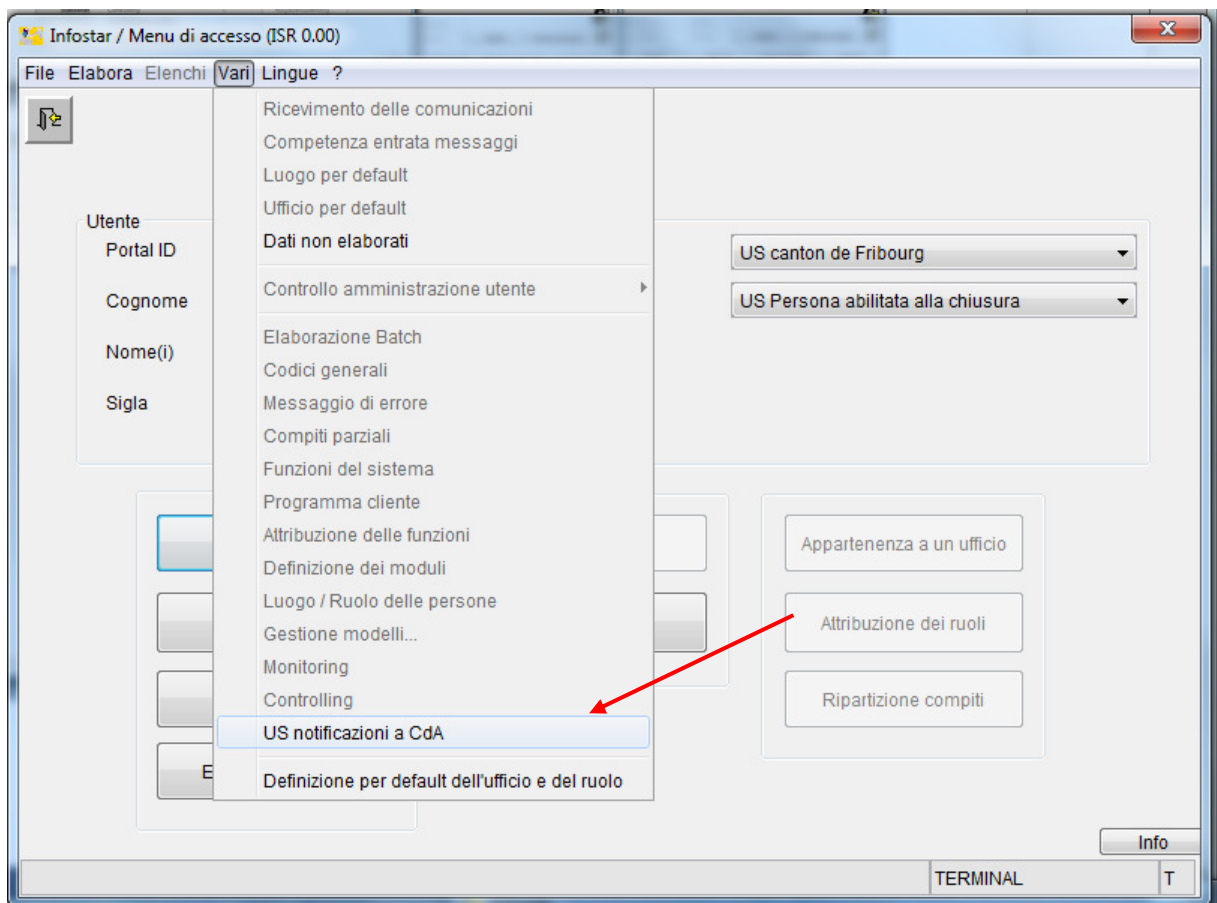 Infostar / Menu di accesso (ISR 0.00)
File Elabora Elenchi Vari Lingue ?
Ricevimento delle comunicazioni
Competenza entrata messaggi
Luogo per default
Ufficio per default
Dati non elaborati
Controllo amministrazione utente
Elaborazione Batch
Codici generali
Messaggio di errore
Compiti parziali
Funzioni del sistema
Programma cliente
Attribuzione delle funzioni
Definizione dei moduli
Luogo / Ruolo delle persone
Gestione modelli...
Monitoring
Controlling
US notificazioni a CdA
Definizione per default dell'ufficio e del ruolo
Utente
Portal ID
Cognome
Nome(i)
Sigla
US canton de Fribourg
US Persona abilitata alla chiusura
Appartenenza a un ufficio
Attribuzione dei ruoli
Ripartizione compiti
E
Info
TERMINAL
T